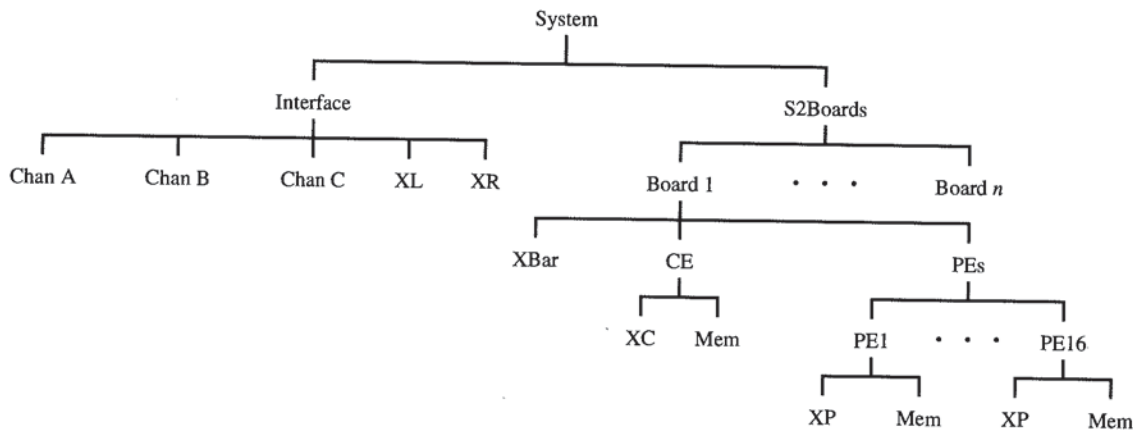 System
Interface S2Boards
Chan A Chan B Chan C XL XR Board 1 . . . Board n
XBar CE PEs
XC Mem PE1 . . . PE16
XP Mem XP Mem